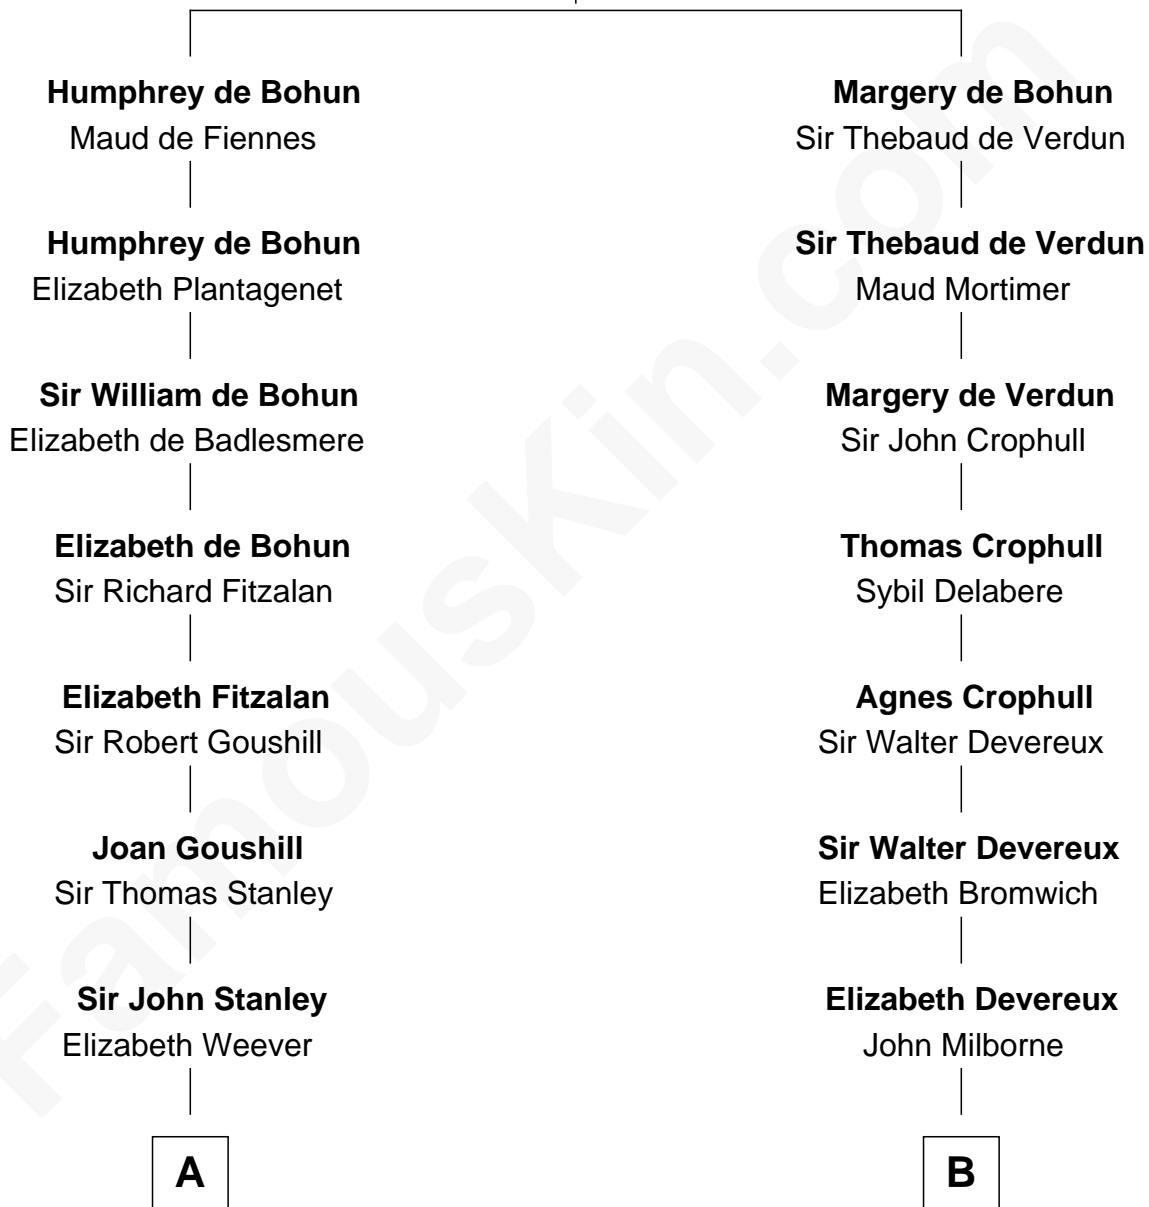 Humphrey de Bohun
Maud de Fiennes
Humphrey de Bohun
Elizabeth Plantagenet
Sir William de Bohun
Elizabeth de Badlesmere
Elizabeth de Bohun
Sir Richard Fitzalan
Elizabeth Fitzalan
Sir Robert Goushill
Joan Goushill
Sir Thomas Stanley
Sir John Stanley
Elizabeth Weever
A
Margery de Bohun
Sir Thebaud de Verdun
Sir Thebaud de Verdun
Maud Mortimer
Margery de Verdun
Sir John Crophull
Thomas Crophull
Sybil Delabere
Agnes Crophull
Sir Walter Devereux
Sir Walter Devereux
Elizabeth Bromwich
Elizabeth Devereux
John Milborne
B
FamousKin.com